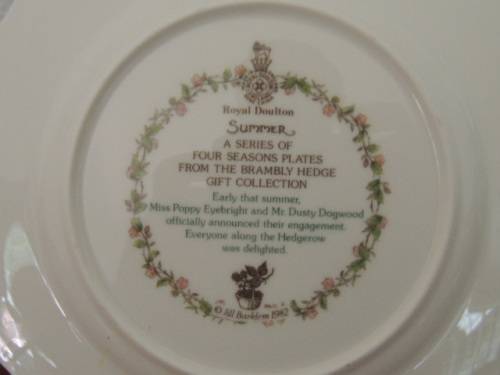 Royal Doulton
SUMMER
A SERIES OF
FOUR SEASONS PLATES
FROM THE BRAMBLY HEDGE
GIFT COLLECTION
Early that summer,
Miss Poppy Eyebright and Mr. Dusty Dogwood
officially announced their engagement.
Everyone along the Hedgerow
was delighted.
© Jill Barklem 1982